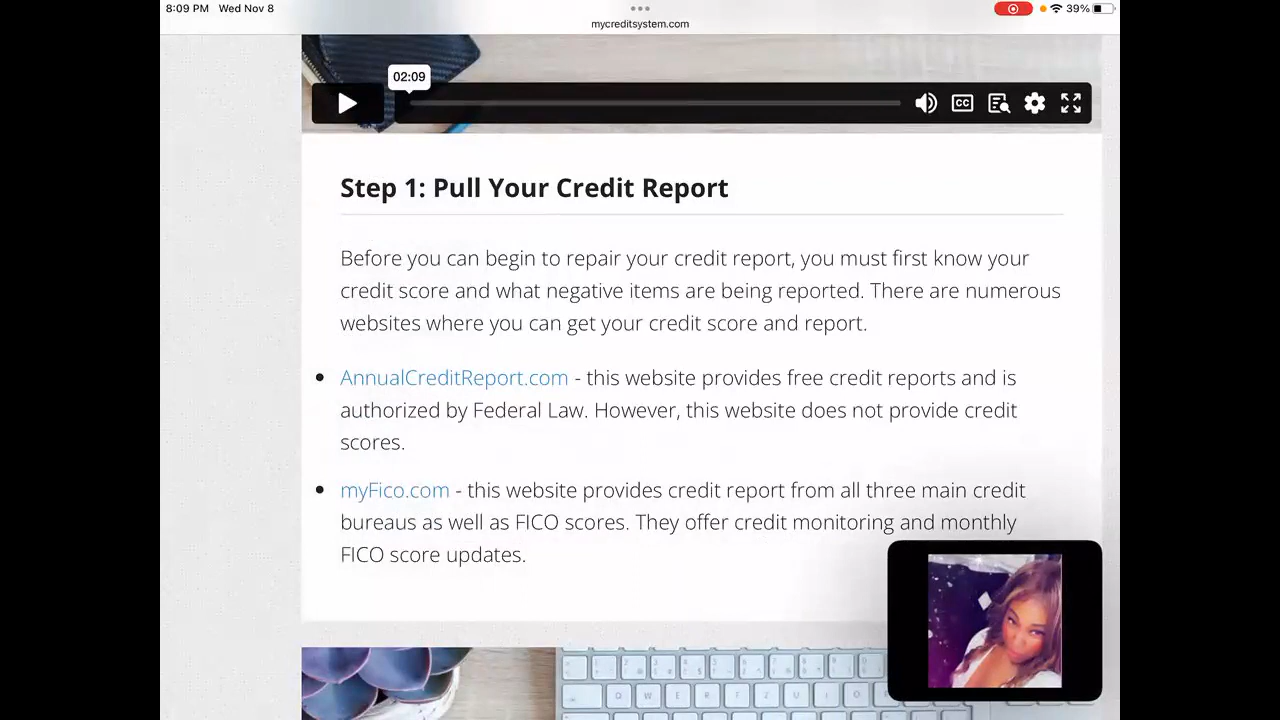 8:09 PM Wed Nov 8
39%
mycreditsystem.com
02:09
CC
Step 1: Pull Your Credit Report
Before you can begin to repair your credit report, you must first know your
credit score and what negative items are being reported. There are numerous
websites where you can get your credit score and report.
AnnualCreditReport.com - this website provides free credit reports and is
authorized by Federal Law. However, this website does not provide credit
scores.
myFico.com - this website provides credit report from all three main credit
bureaus as well as FICO scores. They offer credit monitoring and monthly
FICO score updates.
Q W E R T Z U I O P